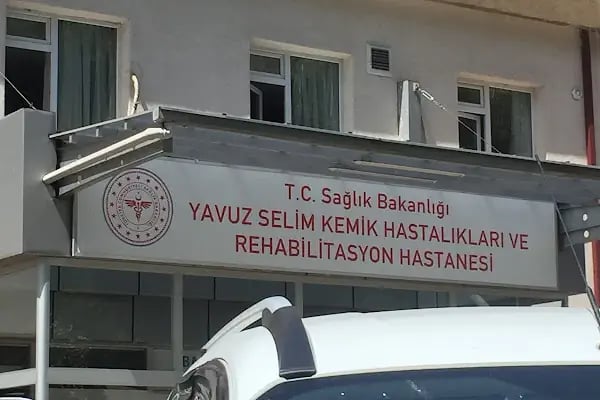 T.C. Sağlık Bakanlığı
YAVUZ SELİM KEMİK HASTALIKLARI VE
REHABİLİTASYON HASTANESİ